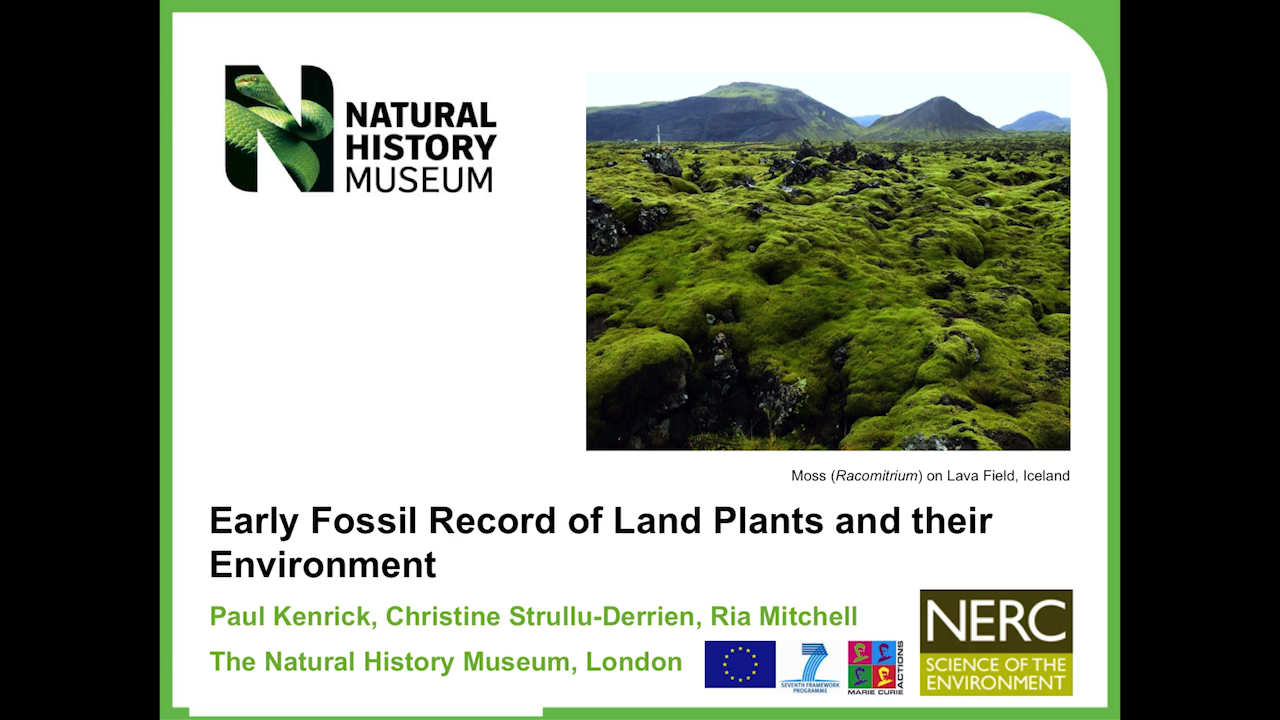 NATURAL
HISTORY
MUSEUM
Moss (Racomitrium) on Lava Field, Iceland
Early Fossil Record of Land Plants and their
Environment
Paul Kenrick, Christine Strullu-Derrien, Ria Mitchell
The Natural History Museum, London
7
SEVENTH FRAMEWORK
PROGRAMME
MARIE CURIE
ACTIONS
NERC
SCIENCE OF THE
ENVIRONMENT